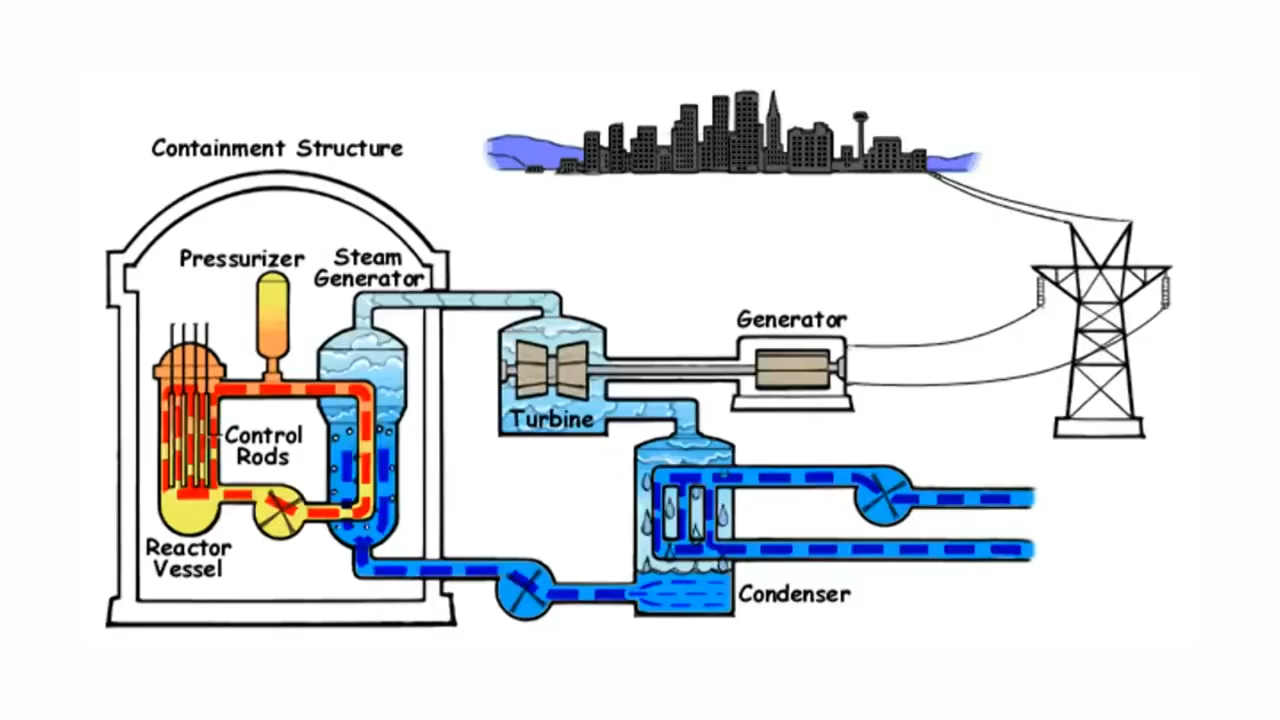 Containment Structure
Pressurizer
Steam
Generator
Generator
Turbine
Control
Rods
Reactor
Vessel
Condenser